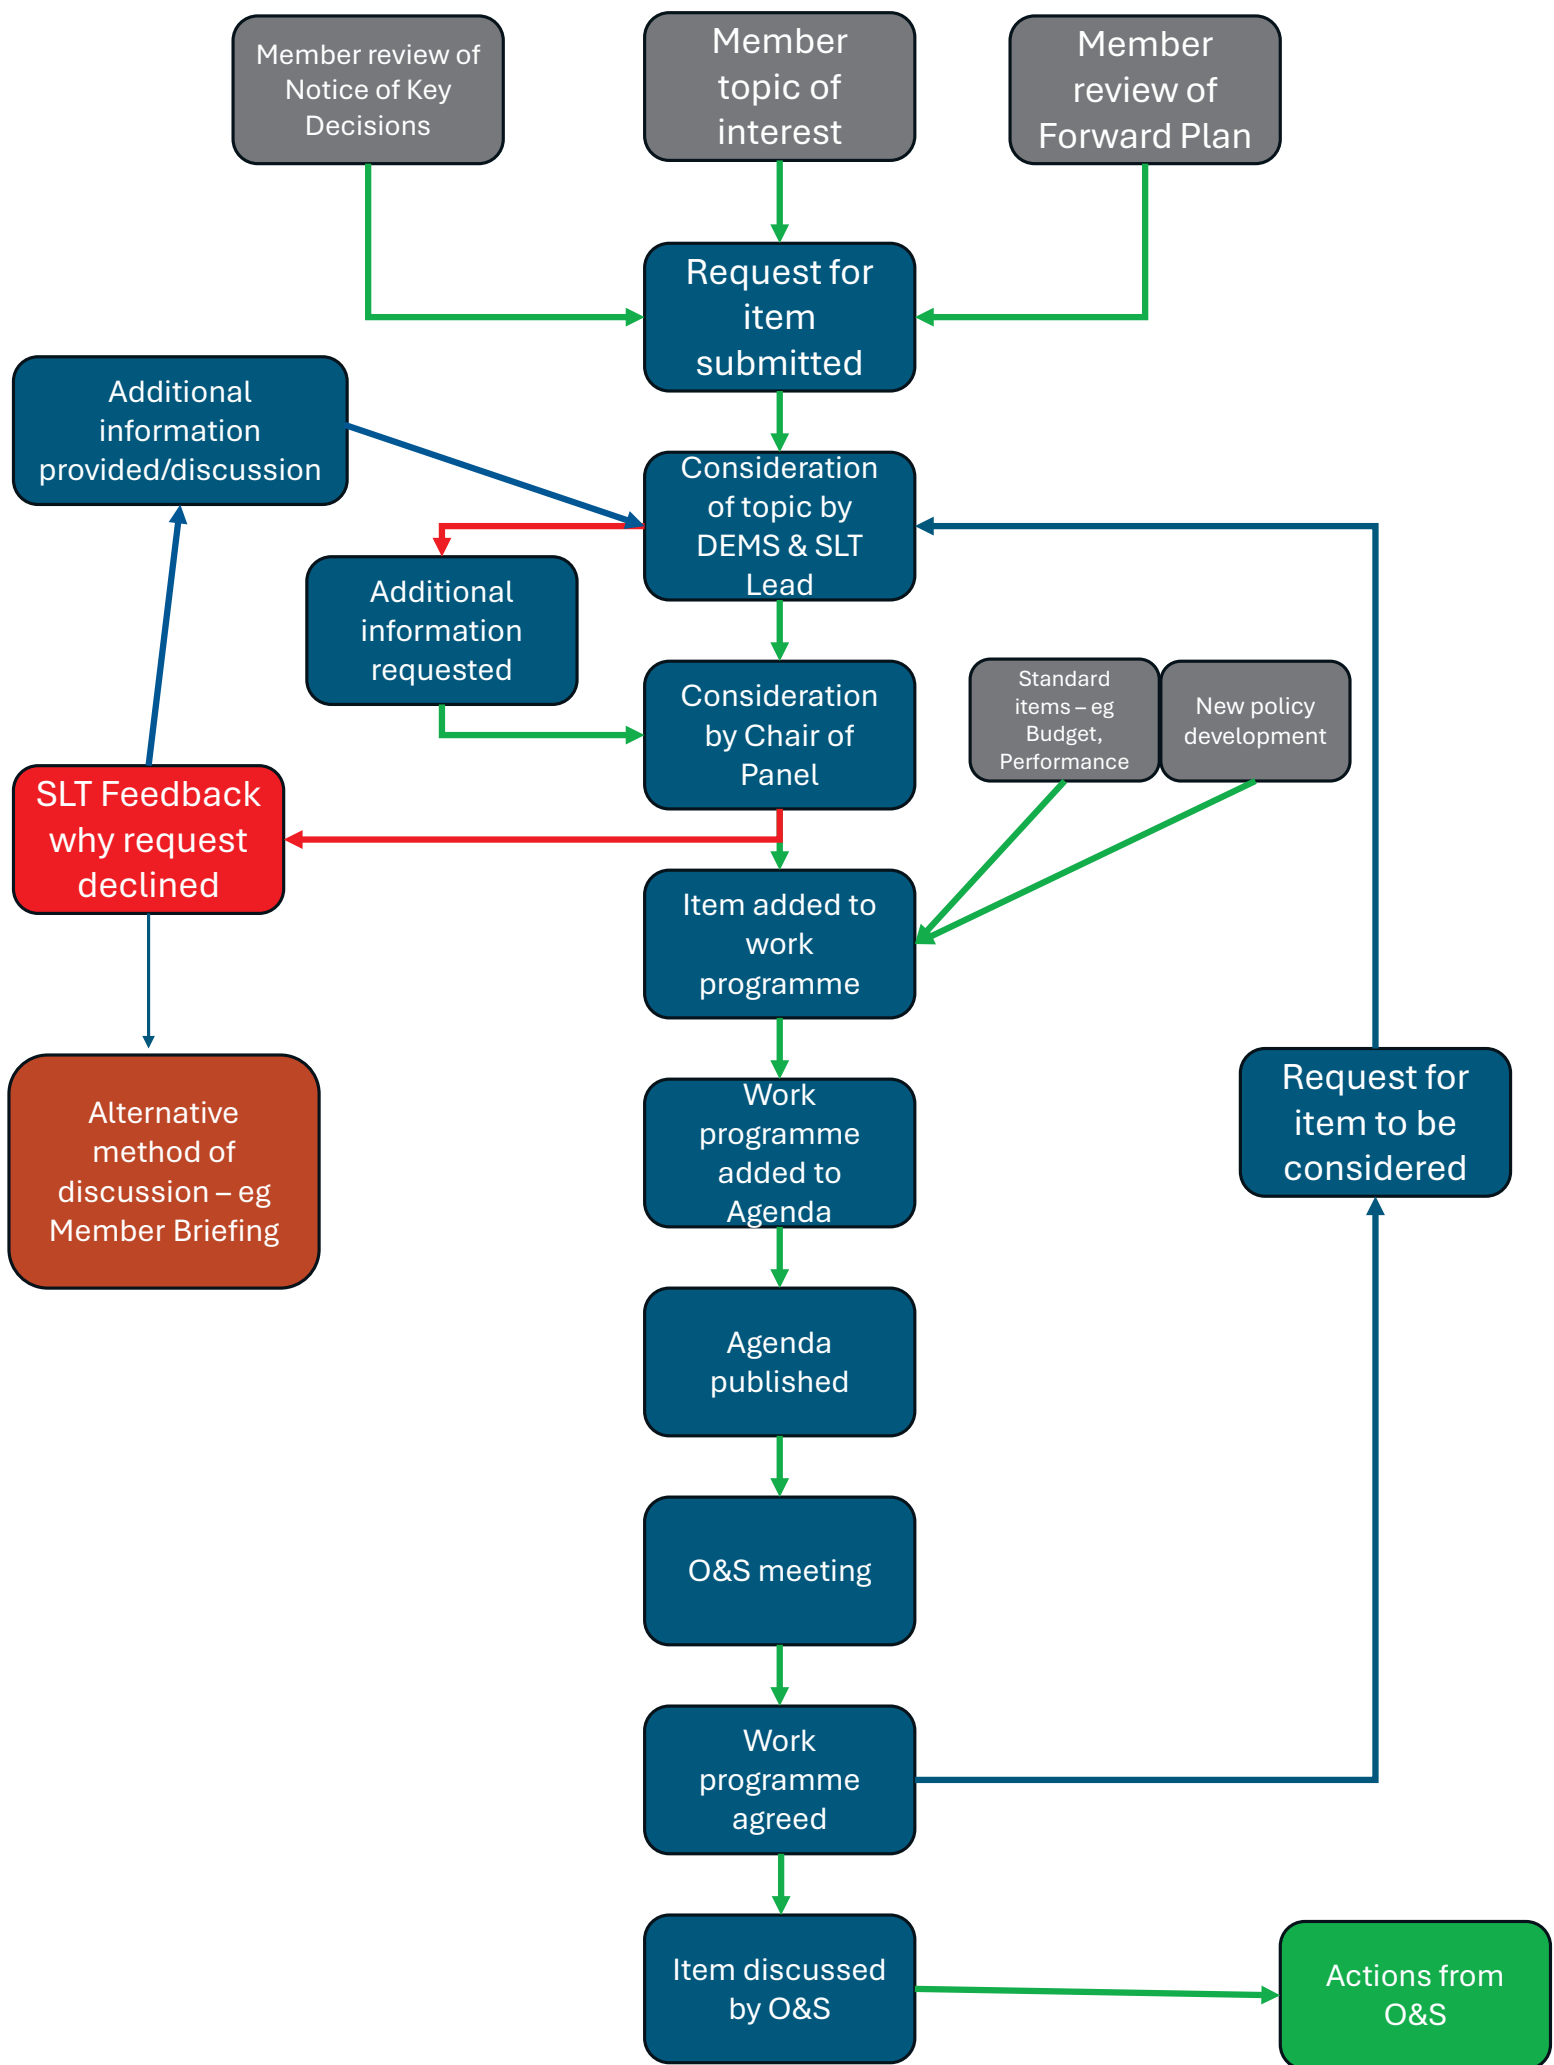 Member review of
Notice of Key
Decisions
Member
topic of
interest
Member
review of
Forward Plan
Request for
item
submitted
Additional
information
provided/discussion
Consideration
of topic by
DEMS & SLT
Lead
Additional
information
requested
Consideration
by Chair of
Panel
Standard
items – eg
Budget,
Performance
New policy
development
SLT Feedback
why request
declined
Item added to
work
programme
Alternative
method of
discussion – eg
Member Briefing
Work
programme
added to
Agenda
Request for
item to be
considered
Agenda
published
O&S meeting
Work
programme
agreed
Item discussed
by O&S
Actions from
O&S